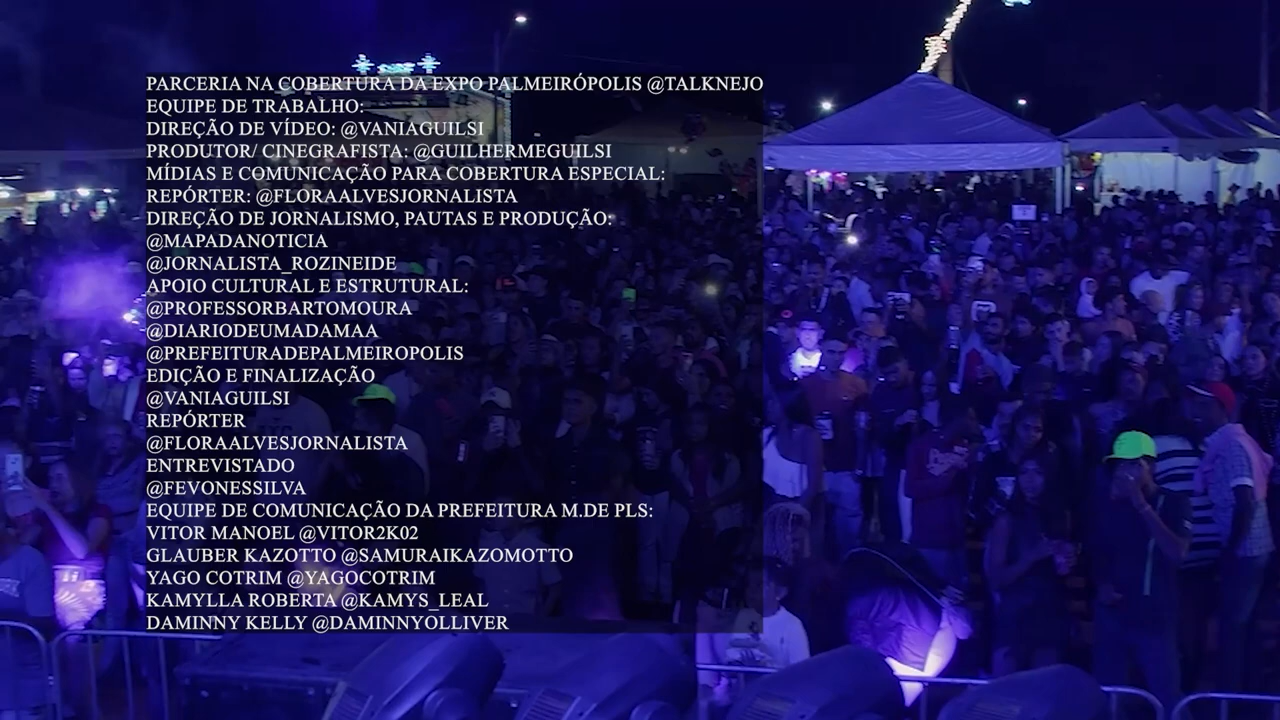 PARCERIA NA COBERTURA DA EXPO PALMEIRÓPOLIS @TALKNEJO
EQUIPE DE TRABALHO:
DIREÇÃO DE VÍDEO: @VANIAGUILSI
PRODUTOR/ CINEGRAFISTA: @GUILHERMEGUILSI
MÍDIAS E COMUNICAÇÃO PARA COBERTURA ESPECIAL:
REPÓRTER: @FLORAALVESJORNALISTA
DIREÇÃO DE JORNALISMO, PAUTAS E PRODUÇÃO:
@MAPADANOTICIA
@JORNALISTA_ROZINEIDE
APOIO CULTURAL E ESTRUTURAL:
@PROFESSORBARTOMOURA
@DIARIODEUMADAMAA
@PREFEITURADEPALMEIROPOLIS
EDIÇÃO E FINALIZAÇÃO
@VANIAGUILSI
REPÓRTER
@FLORAALVESJORNALISTA
ENTREVISTADO
@FEVONESSILVA
EQUIPE DE COMUNICAÇÃO DA PREFEITURA M.DE PLS:
VITOR MANOEL @VITOR2K02
GLAUBER KAZOTTO @SAMURAIKAZOMOTTO
YAGO COTRIM @YAGOCOTRIM
KAMYLLA ROBERTA @KAMYS_LEAL
DAMINNY KELLY @DAMINNYOLLIVER